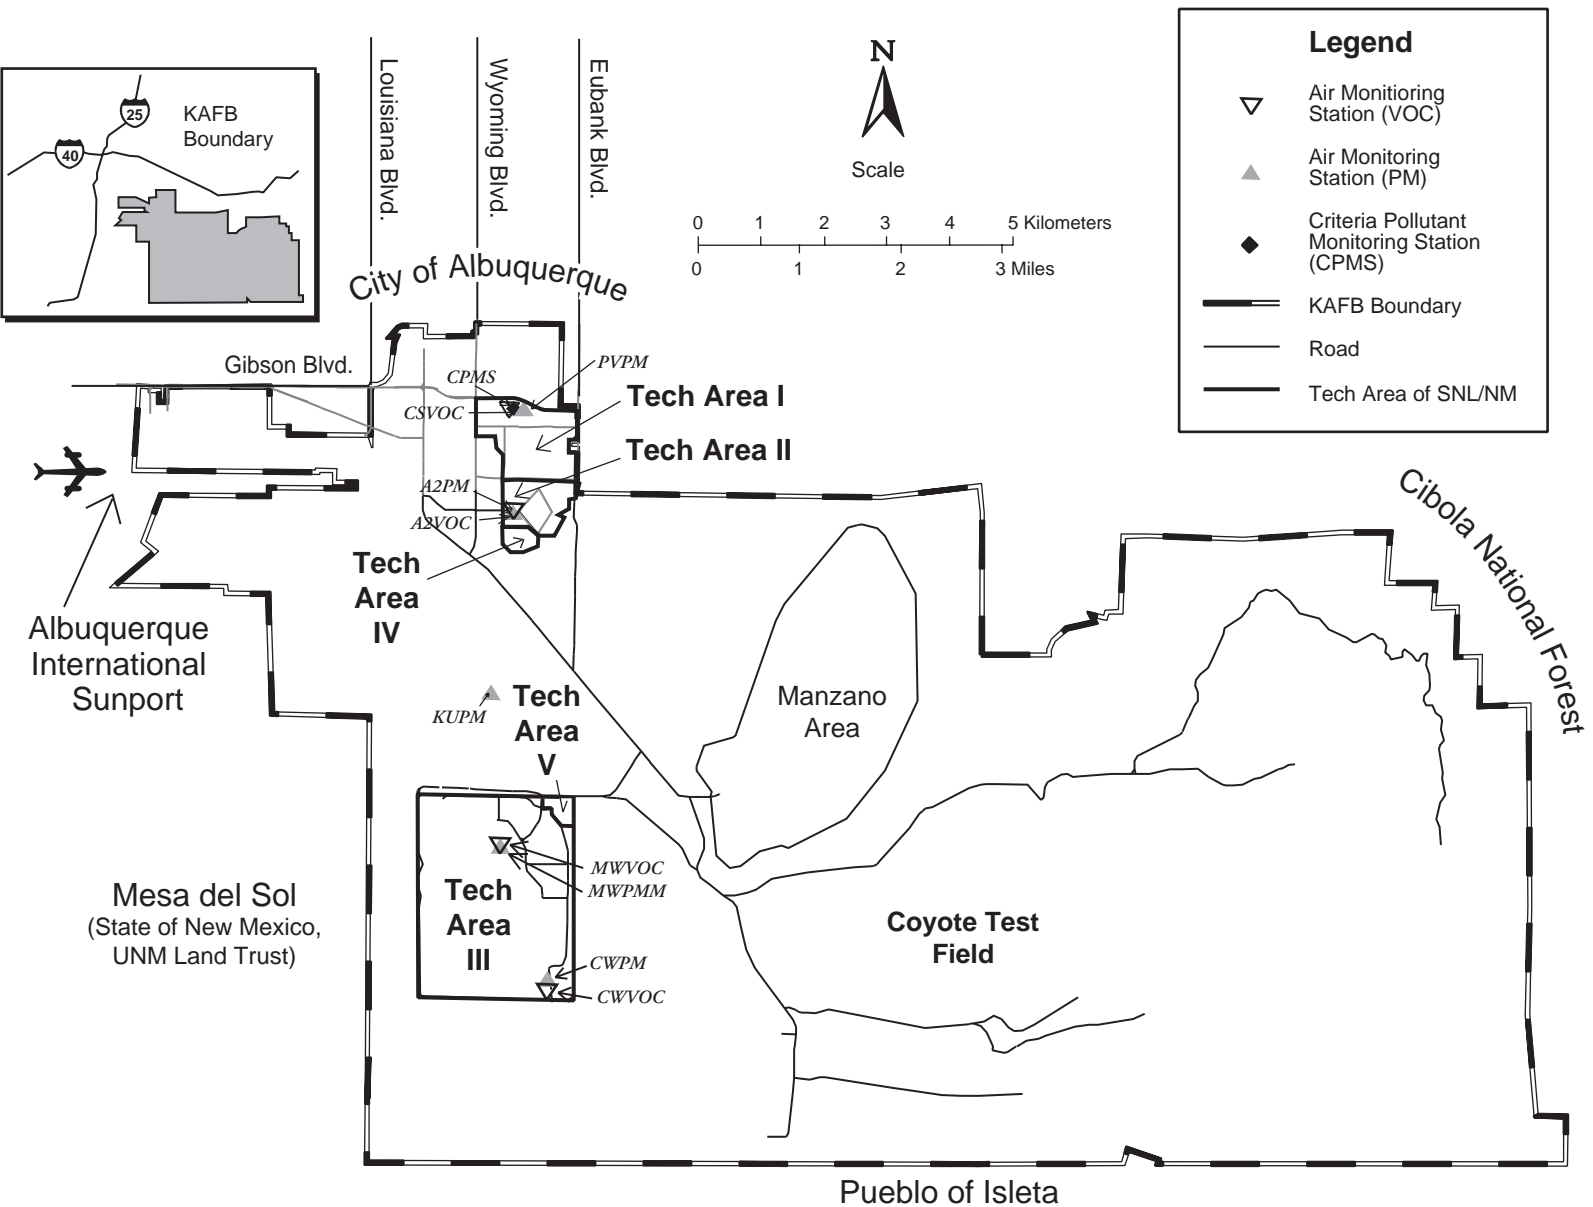 Legend
Air Monitioring
Station (VOC)
Air Monitoring
Station (PM)
Criteria Pollutant
Monitoring Station
(CPMS)
KAFB Boundary
Road
Tech Area of SNL/NM
25
40
KAFB
Boundary
Louisiana Blvd.
Wyoming Blvd.
Eubank Blvd.
N
Scale
0 1 2 3 4 5 Kilometers
0 1 2 3 Miles
City of Albuquerque
Gibson Blvd.
CPMS
PVPM
CSVOC
Tech Area I
Tech Area II
A2PM
A2VOC
Tech
Area
IV
Albuquerque
International
Sunport
Cibola National Forest
KUPM
Tech
Area
V
Manzano
Area
MWVOC
MWPMM
Tech
Area
III
Mesa del Sol
(State of New Mexico,
UNM Land Trust)
Coyote Test
Field
CWPM
CWVOC
Pueblo of Isleta